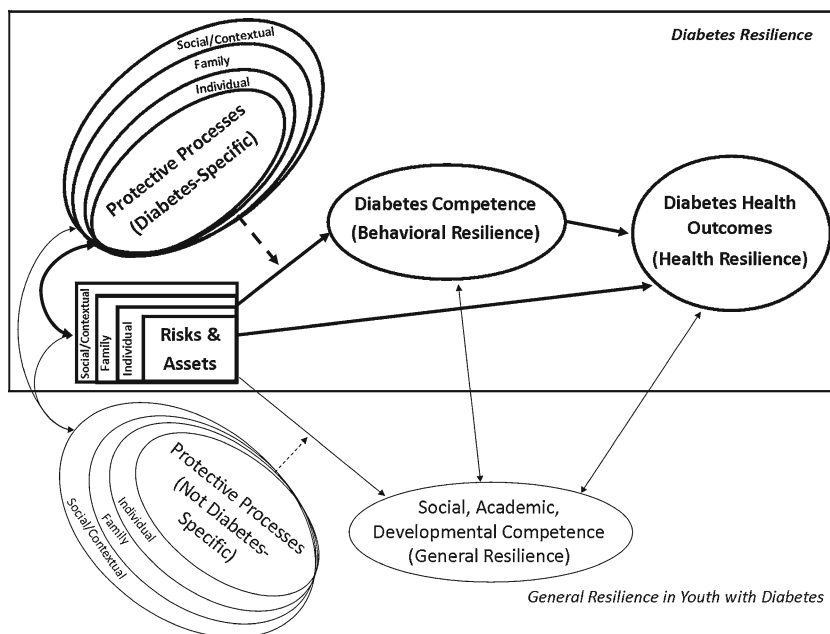 Diabetes Resilience
Social/Contextual
Family
Individual
Protective Processes
(Diabetes-Specific)
Diabetes Competence
(Behavioral Resilience)
Diabetes Health
Outcomes
(Health Resilience)
Social/Contextual
Family
Individual
Risks &
Assets
Protective Processes
(Not Diabetes-
Specific)
Individual
Family
Social/Contextual
Social, Academic,
Developmental Competence
(General Resilience)
General Resilience in Youth with Diabetes